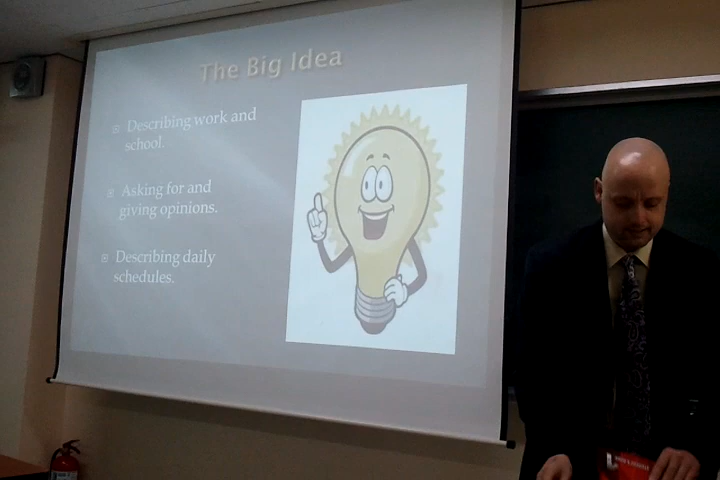 The Big Idea
Describing work and
school.
Asking for and
giving opinions.
Describing daily
schedules.